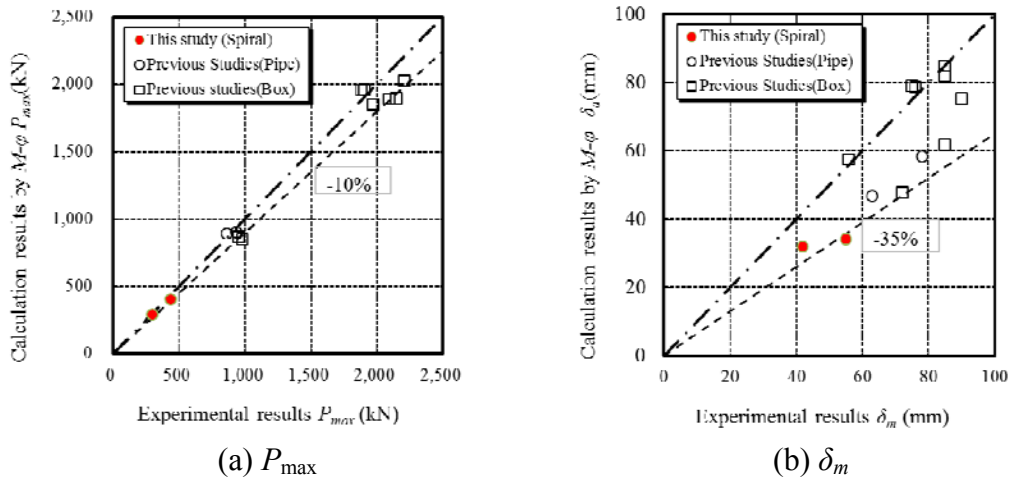 2,500
2,000
1,500
1,000
500
0
Calculation results by M-φ Pmax(kN)
This study (Spiral)
Previous Studies(Pipe)
Previous studies(Box)
-10%
0 500 1,000 1,500 2,000 2,500
Experimental results Pmax (kN)
(a) Pmax
100
80
60
40
20
0
Calculation results by M-φ δu(mm)
This study (Spiral)
Previous Studies(Pipe)
Previous Studies(Box)
-35%
0 20 40 60 80 100
Experimental results δm (mm)
(b) δm